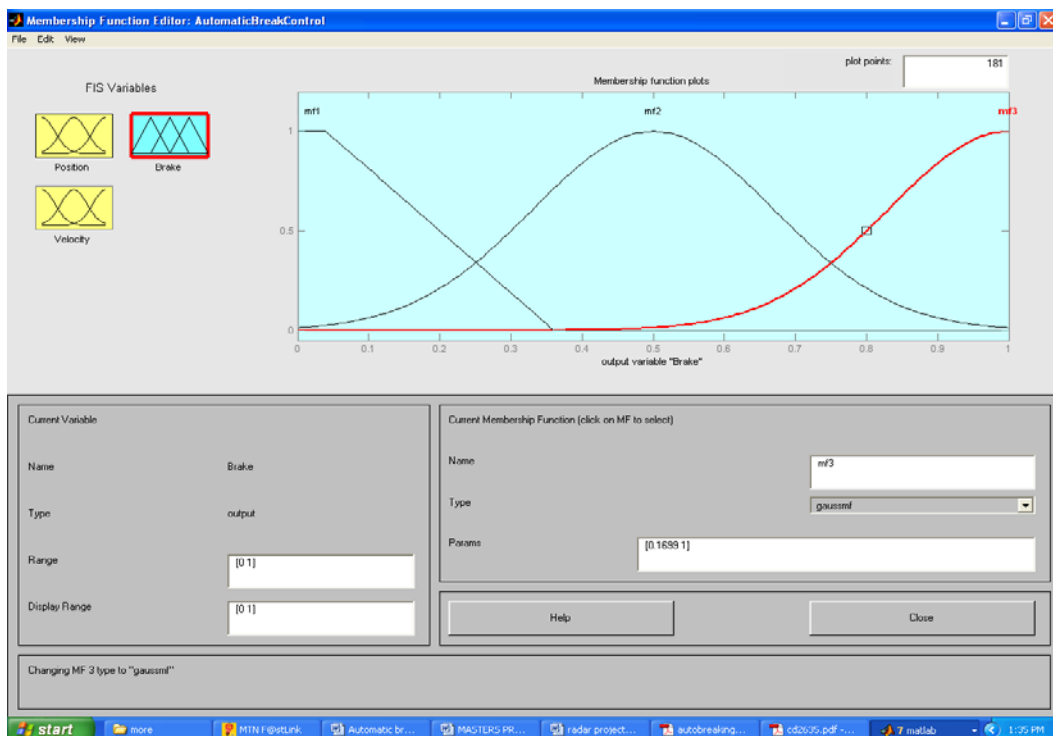 Membership Function Editor: AutomaticBreakControl
File Edit View
plot points: 181
FIS Variables
Membership function plots
Position Brake
Velocity
mf1 mf2 mf3
1
0.5
0
0 0.1 0.2 0.3 0.4 0.5 0.6 0.7 0.8 0.9 1
output variable "Brake"
Current Variable
Name Brake
Type output
Range [0 1]
Display Range [0 1]
Current Membership Function (click on MF to select)
Name mf3
Type gaussmf
Params [0.1699 1]
Help Close
Changing MF 3 type to "gaussmf"
start more MTN F@stLink Automatic br... MASTERS PR... radar project... autobreaking... cd2635.pdf -... 7 matlab 1:35 PM